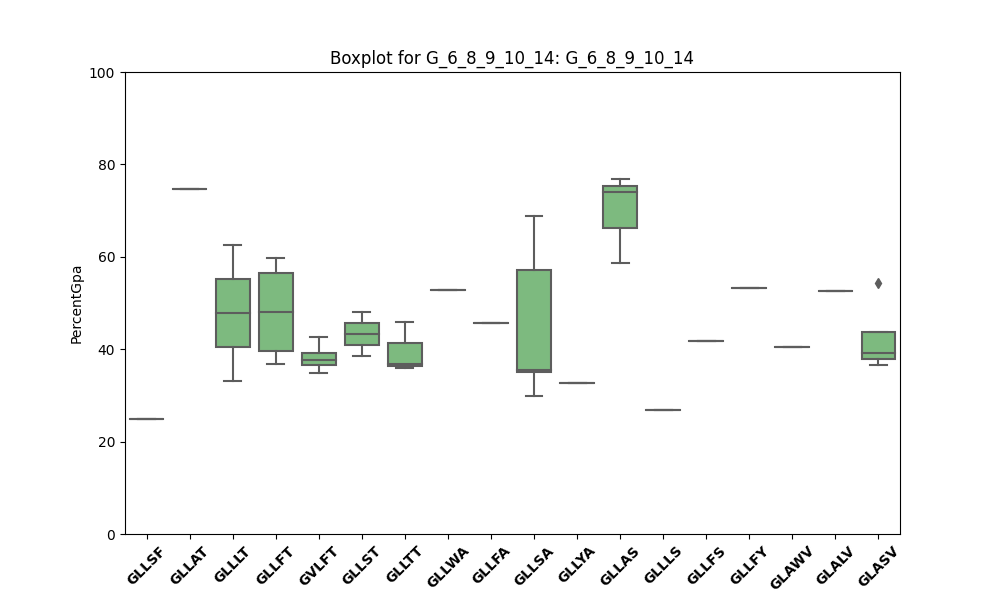 Boxplot for G_6_8_9_10_14: G_6_8_9_10_14
PercentGpa
100
80
60
40
20
0
GLLSF
GLLAT
GLLLT
GLLFT
GVLFT
GLLST
GLLTT
GLLWA
GLLFA
GLLSA
GLLYA
GLLAS
GLLLS
GLLFS
GLLFY
GLAWV
GLALV
GLASV